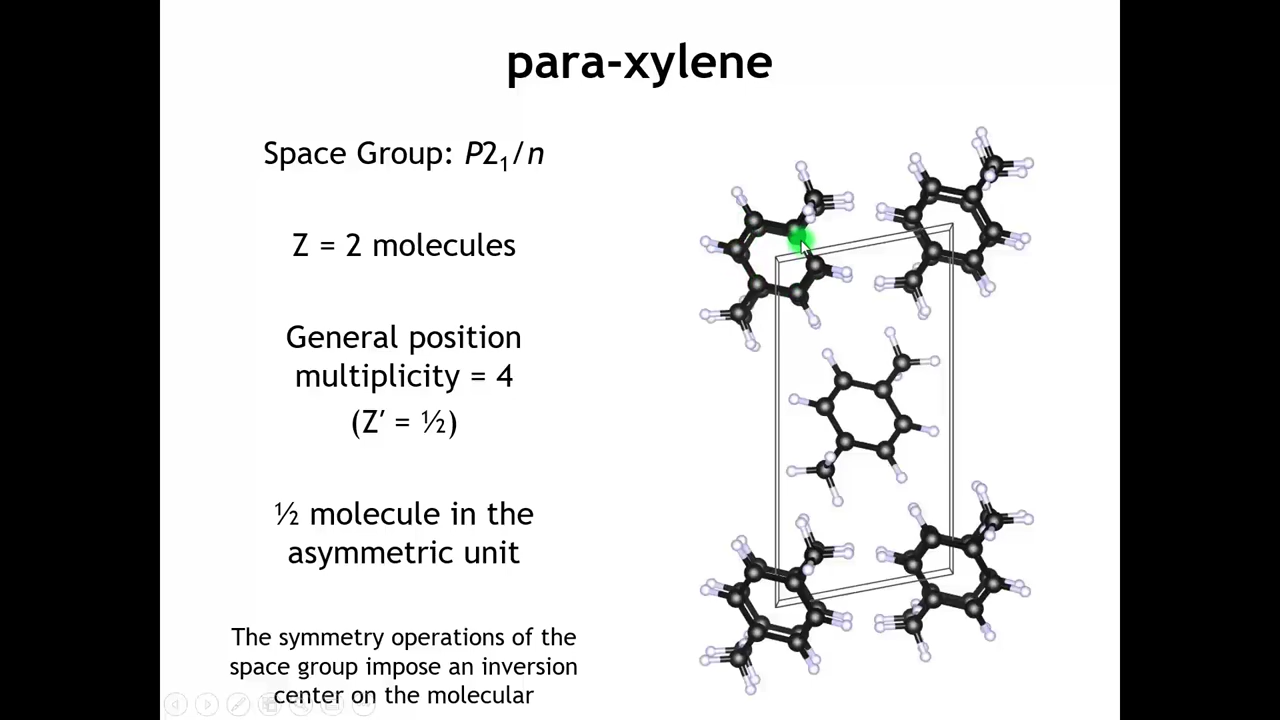 para-xylene
Space Group: P2₁/n
Z = 2 molecules
General position
multiplicity = 4
(Z’ = ½)
½ molecule in the
asymmetric unit
The symmetry operations of the
space group impose an inversion
center on the molecular